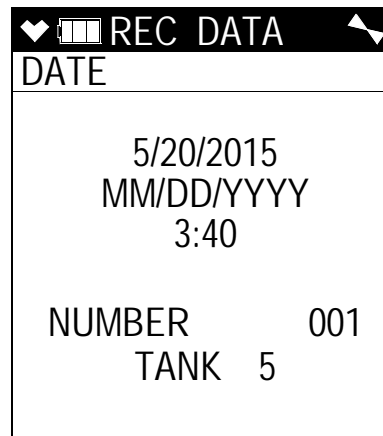 REC DATA
DATE
5/20/2015
MM/DD/YYYY
3:40
NUMBER 001
TANK 5